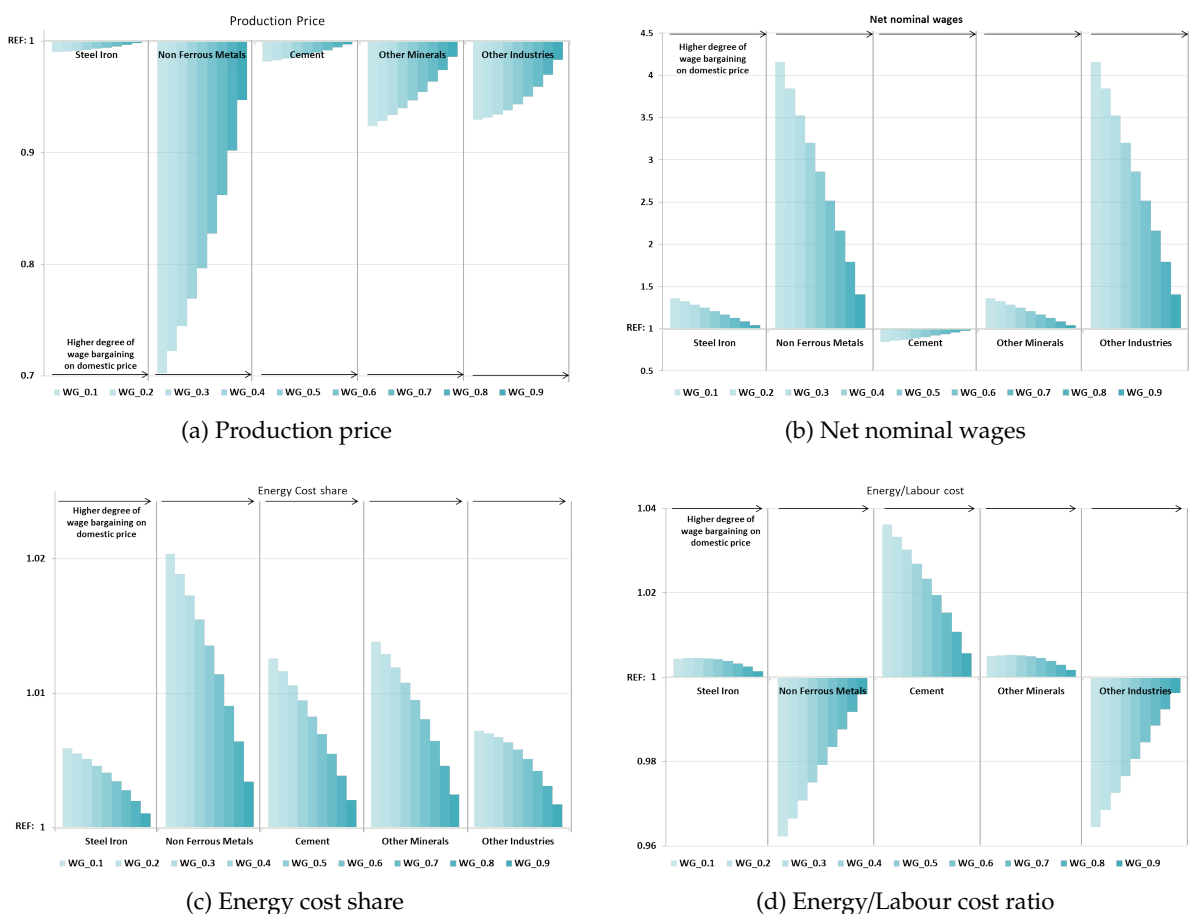 Production Price
REF: 1
Steel Iron
Non Ferrous Metals
Cement
Other Minerals
Other Industries
0.9
0.8
0.7
Higher degree of
wage bargaining
on domestic price
WG_0.1 WG_0.2 WG_0.3 WG_0.4 WG_0.5 WG_0.6 WG_0.7 WG_0.8 WG_0.9
(a) Production price
Net nominal wages
4.5
4
3.5
3
2.5
2
1.5
REF: 1
0.5
Higher degree of
wage bargaining
on domestic price
Steel Iron
Non Ferrous Metals
Cement
Other Minerals
Other Industries
WG_0.1 WG_0.2 WG_0.3 WG_0.4 WG_0.5 WG_0.6 WG_0.7 WG_0.8 WG_0.9
(b) Net nominal wages
Energy Cost share
Higher degree of
wage bargaining on
domestic price
1.02
1.01
REF: 1
Steel Iron
Non Ferrous Metals
Cement
Other Minerals
Other Industries
WG_0.1 WG_0.2 WG_0.3 WG_0.4 WG_0.5 WG_0.6 WG_0.7 WG_0.8 WG_0.9
(c) Energy cost share
Energy/Labour cost
1.04
1.02
REF: 1
0.98
0.96
Higher degree of
wage bargaining on
domestic price
Steel Iron
Non Ferrous Metals
Cement
Other Minerals
Other Industries
WG_0.1 WG_0.2 WG_0.3 WG_0.4 WG_0.5 WG_0.6 WG_0.7 WG_0.8 WG_0.9
(d) Energy/Labour cost ratio